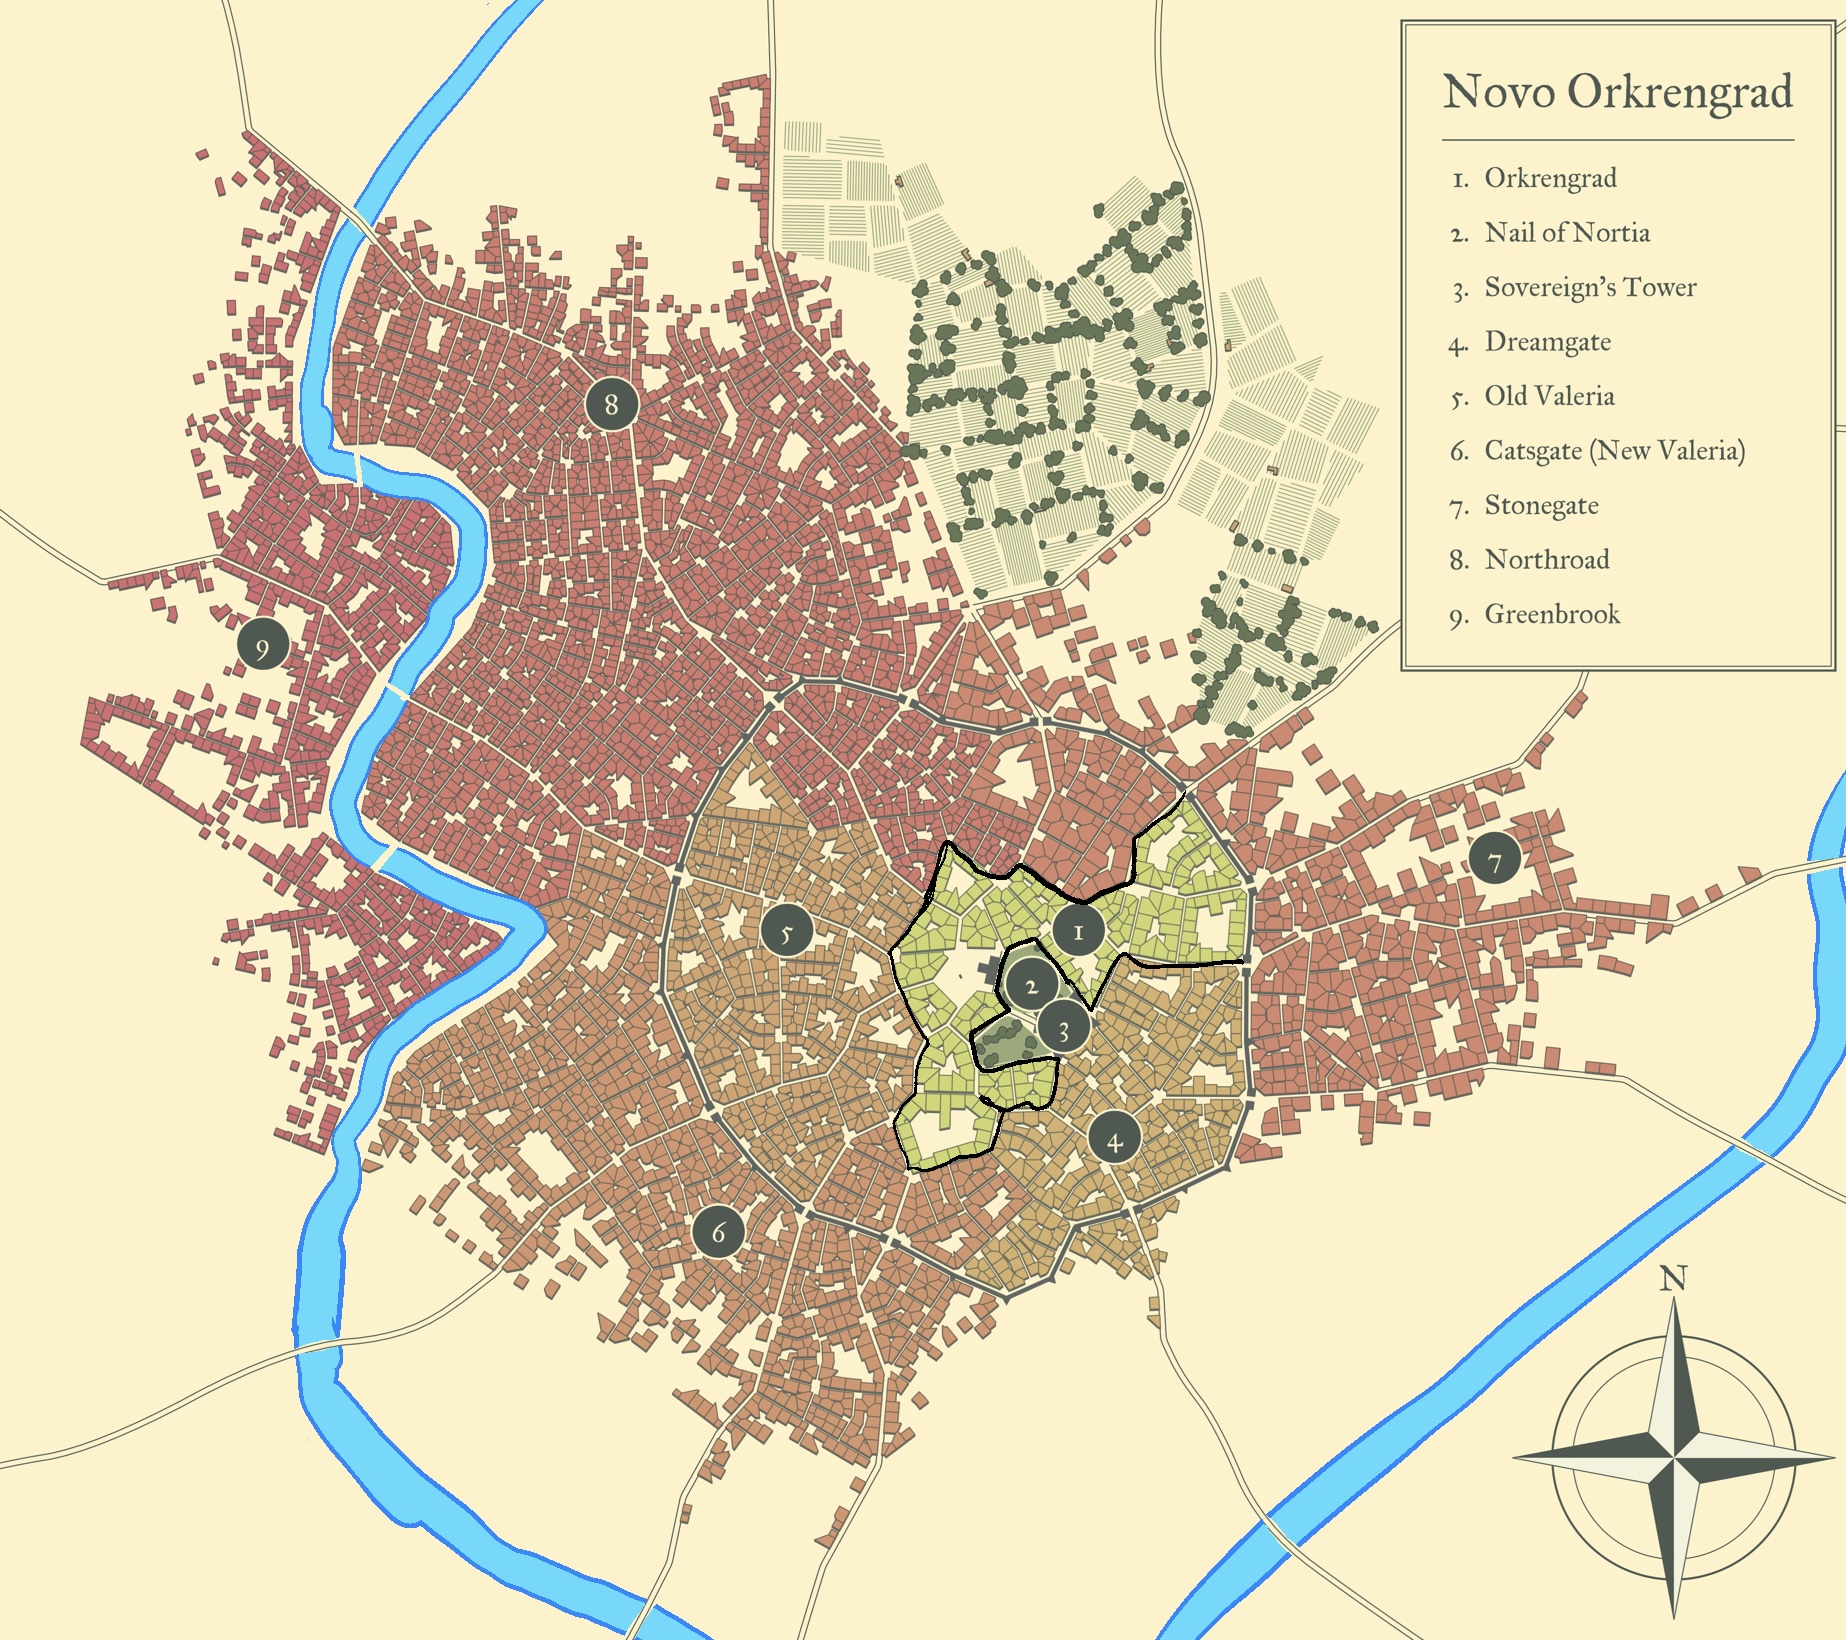 Novo Orkrengrad
1. Orkrengrad
2. Nail of Nortia
3. Sovereign's Tower
4. Dreamgate
5. Old Valeria
6. Catsgate (New Valeria)
7. Stonegate
8. Northroad
9. Greenbrook
8
9
7
5
1
2
3
4
6
N